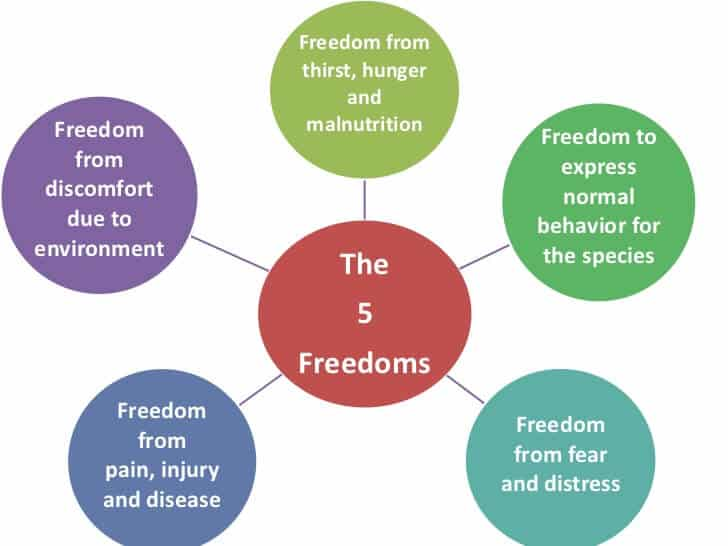 Freedom from
thirst, hunger
and
malnutrition
Freedom
from
discomfort
due to
environment
Freedom to
express
normal
behavior for
the species
The
5
Freedoms
Freedom
from
pain, injury
and disease
Freedom
from fear
and distress